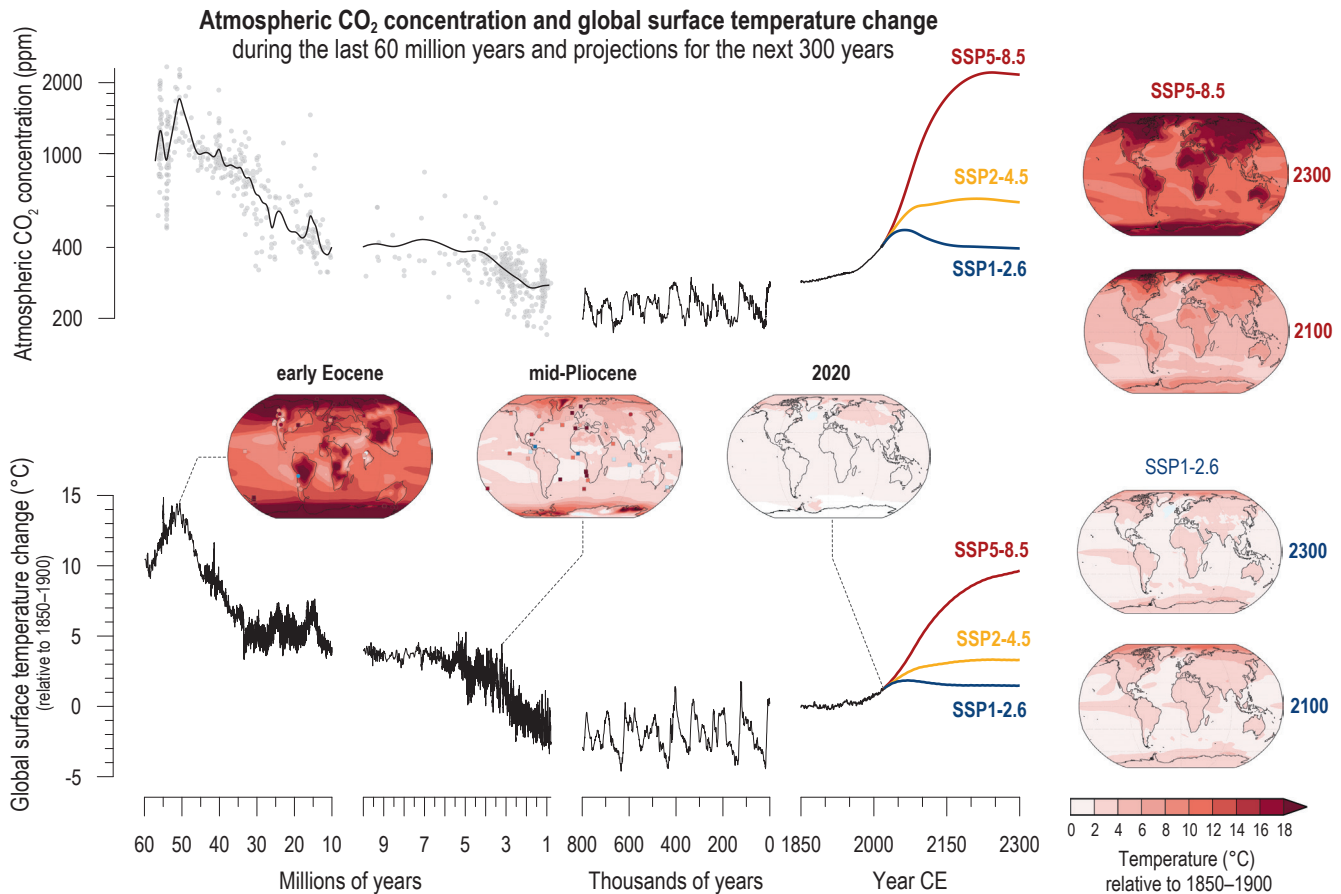 Atmospheric CO₂ concentration and global surface temperature change
during the last 60 million years and projections for the next 300 years
Atmospheric CO₂ concentration (ppm)
2000
1000
400
200
SSP5-8.5
SSP2-4.5
SSP1-2.6
SSP5-8.5
2300
2100
early Eocene
mid-Pliocene
2020
Global surface temperature change (°C)
(relative to 1850–1900)
15
10
5
0
-5
SSP5-8.5
SSP2-4.5
SSP1-2.6
SSP1-2.6
2300
2100
60 50 40 30 20 10
9 7 5 3 1
800 600 400 200 0
1850 2000 2150 2300
Millions of years
Thousands of years
Year CE
0 2 4 6 8 10 12 14 16 18
Temperature (°C)
relative to 1850–1900